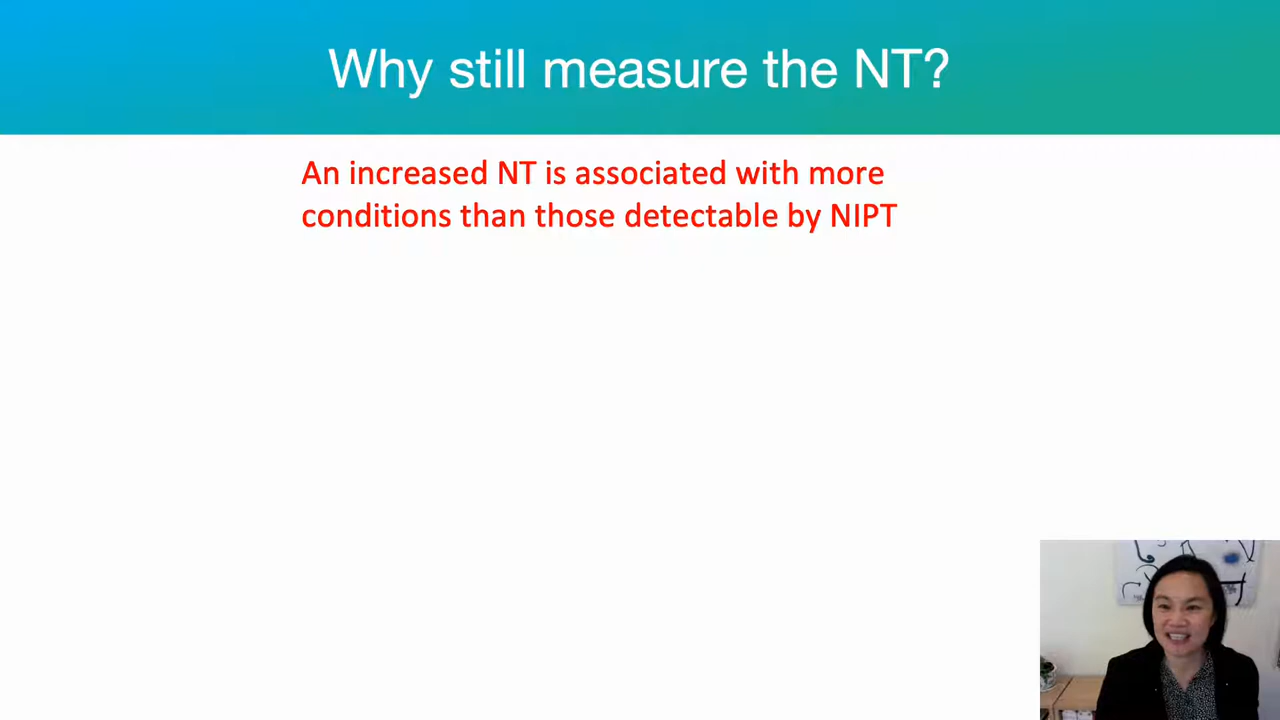 Why still measure the NT?
An increased NT is associated with more
conditions than those detectable by NIPT